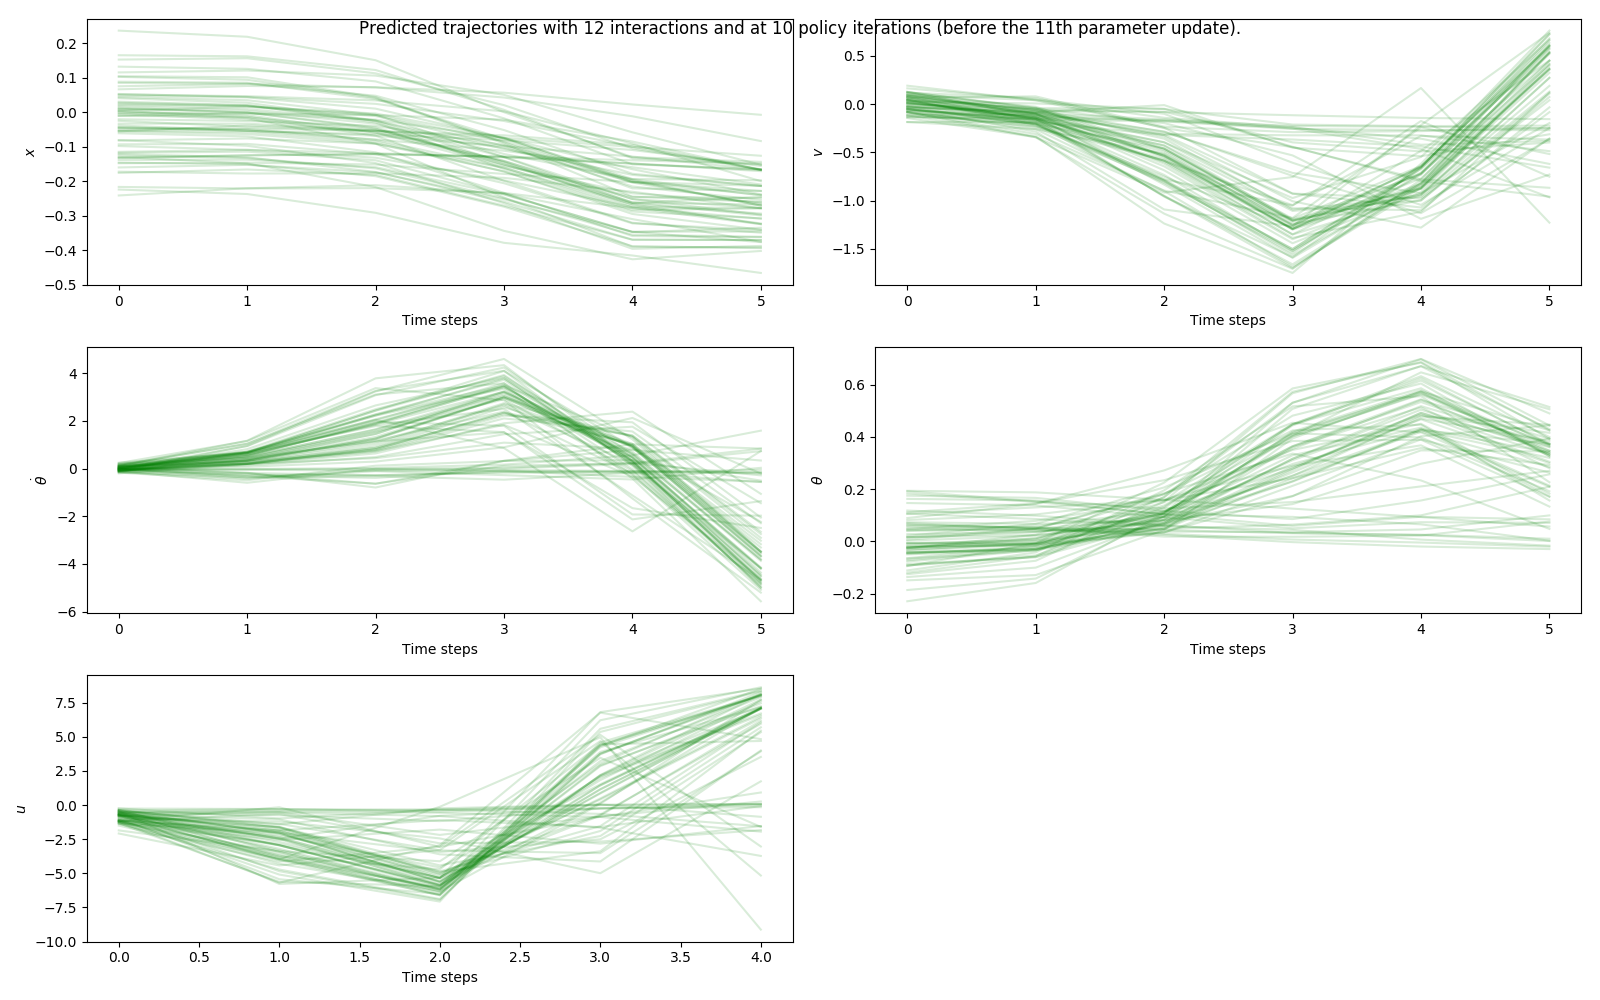 Predicted trajectories with 12 interactions and at 10 policy iterations (before the 11th parameter update).
0.2
0.1
0.0
−0.1
−0.2
−0.3
−0.4
−0.5
x
0 1 2 3 4 5
Time steps
0.5
0.0
−0.5
−1.0
−1.5
v
0 1 2 3 4 5
Time steps
4
2
0
−2
−4
−6
θ̇
0 1 2 3 4 5
Time steps
0.6
0.4
0.2
0.0
−0.2
θ
0 1 2 3 4 5
Time steps
7.5
5.0
2.5
0.0
−2.5
−5.0
−7.5
−10.0
u
0.0 0.5 1.0 1.5 2.0 2.5 3.0 3.5 4.0
Time steps